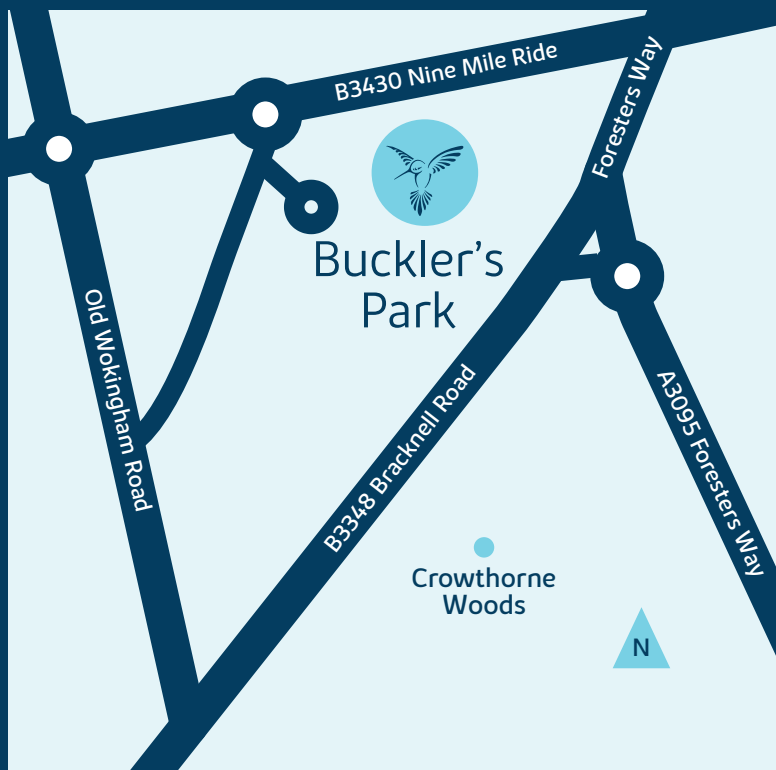 B3430 Nine Mile Ride
Foresters Way
Buckler’s
Park
Old Wokingham Road
B3348 Bracknell Road
A3095 Foresters Way
Crowthorne
Woods
N